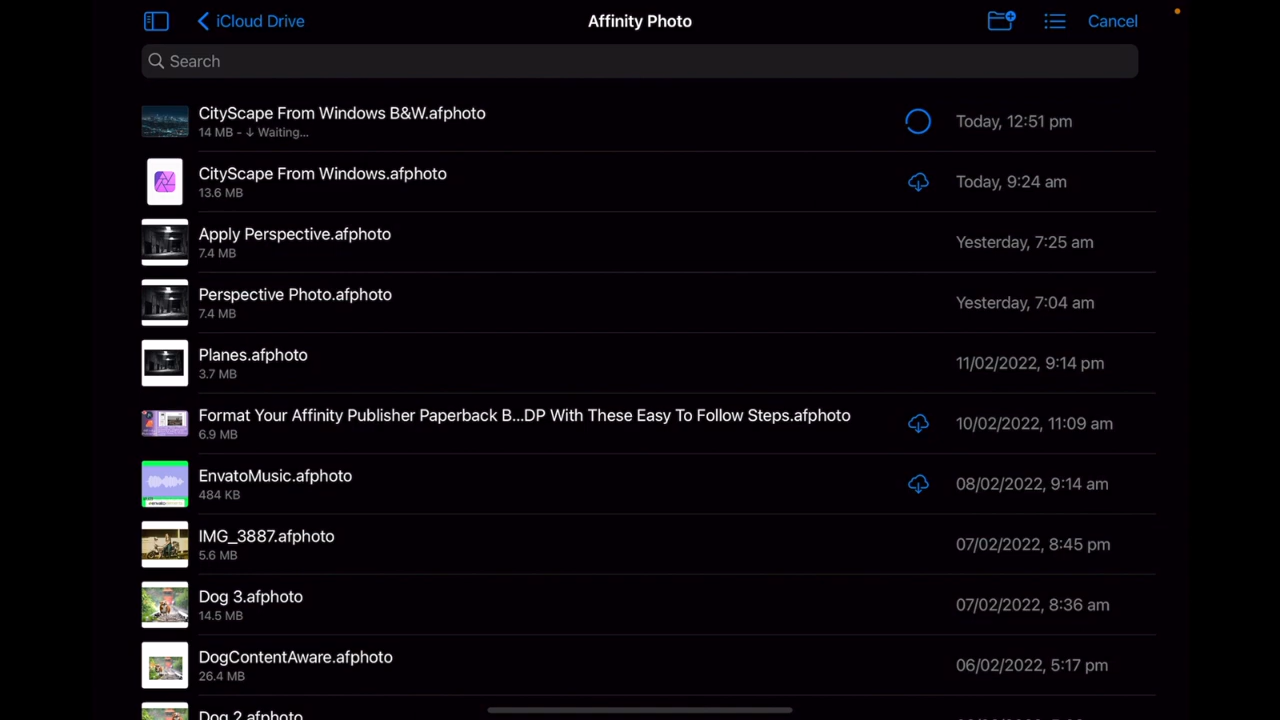 iCloud Drive
Affinity Photo
Cancel
Search
CityScape From Windows B&W.afphoto
14 MB - ↓ Waiting...
Today, 12:51 pm
CityScape From Windows.afphoto
13.6 MB
Today, 9:24 am
Apply Perspective.afphoto
7.4 MB
Yesterday, 7:25 am
Perspective Photo.afphoto
7.4 MB
Yesterday, 7:04 am
Planes.afphoto
3.7 MB
11/02/2022, 9:14 pm
Format Your Affinity Publisher Paperback B...DP With These Easy To Follow Steps.afphoto
6.9 MB
10/02/2022, 11:09 am
EnvatoMusic.afphoto
484 KB
08/02/2022, 9:14 am
IMG_3887.afphoto
5.6 MB
07/02/2022, 8:45 pm
Dog 3.afphoto
14.5 MB
07/02/2022, 8:36 am
DogContentAware.afphoto
26.4 MB
06/02/2022, 5:17 pm
Dog 2.afphoto